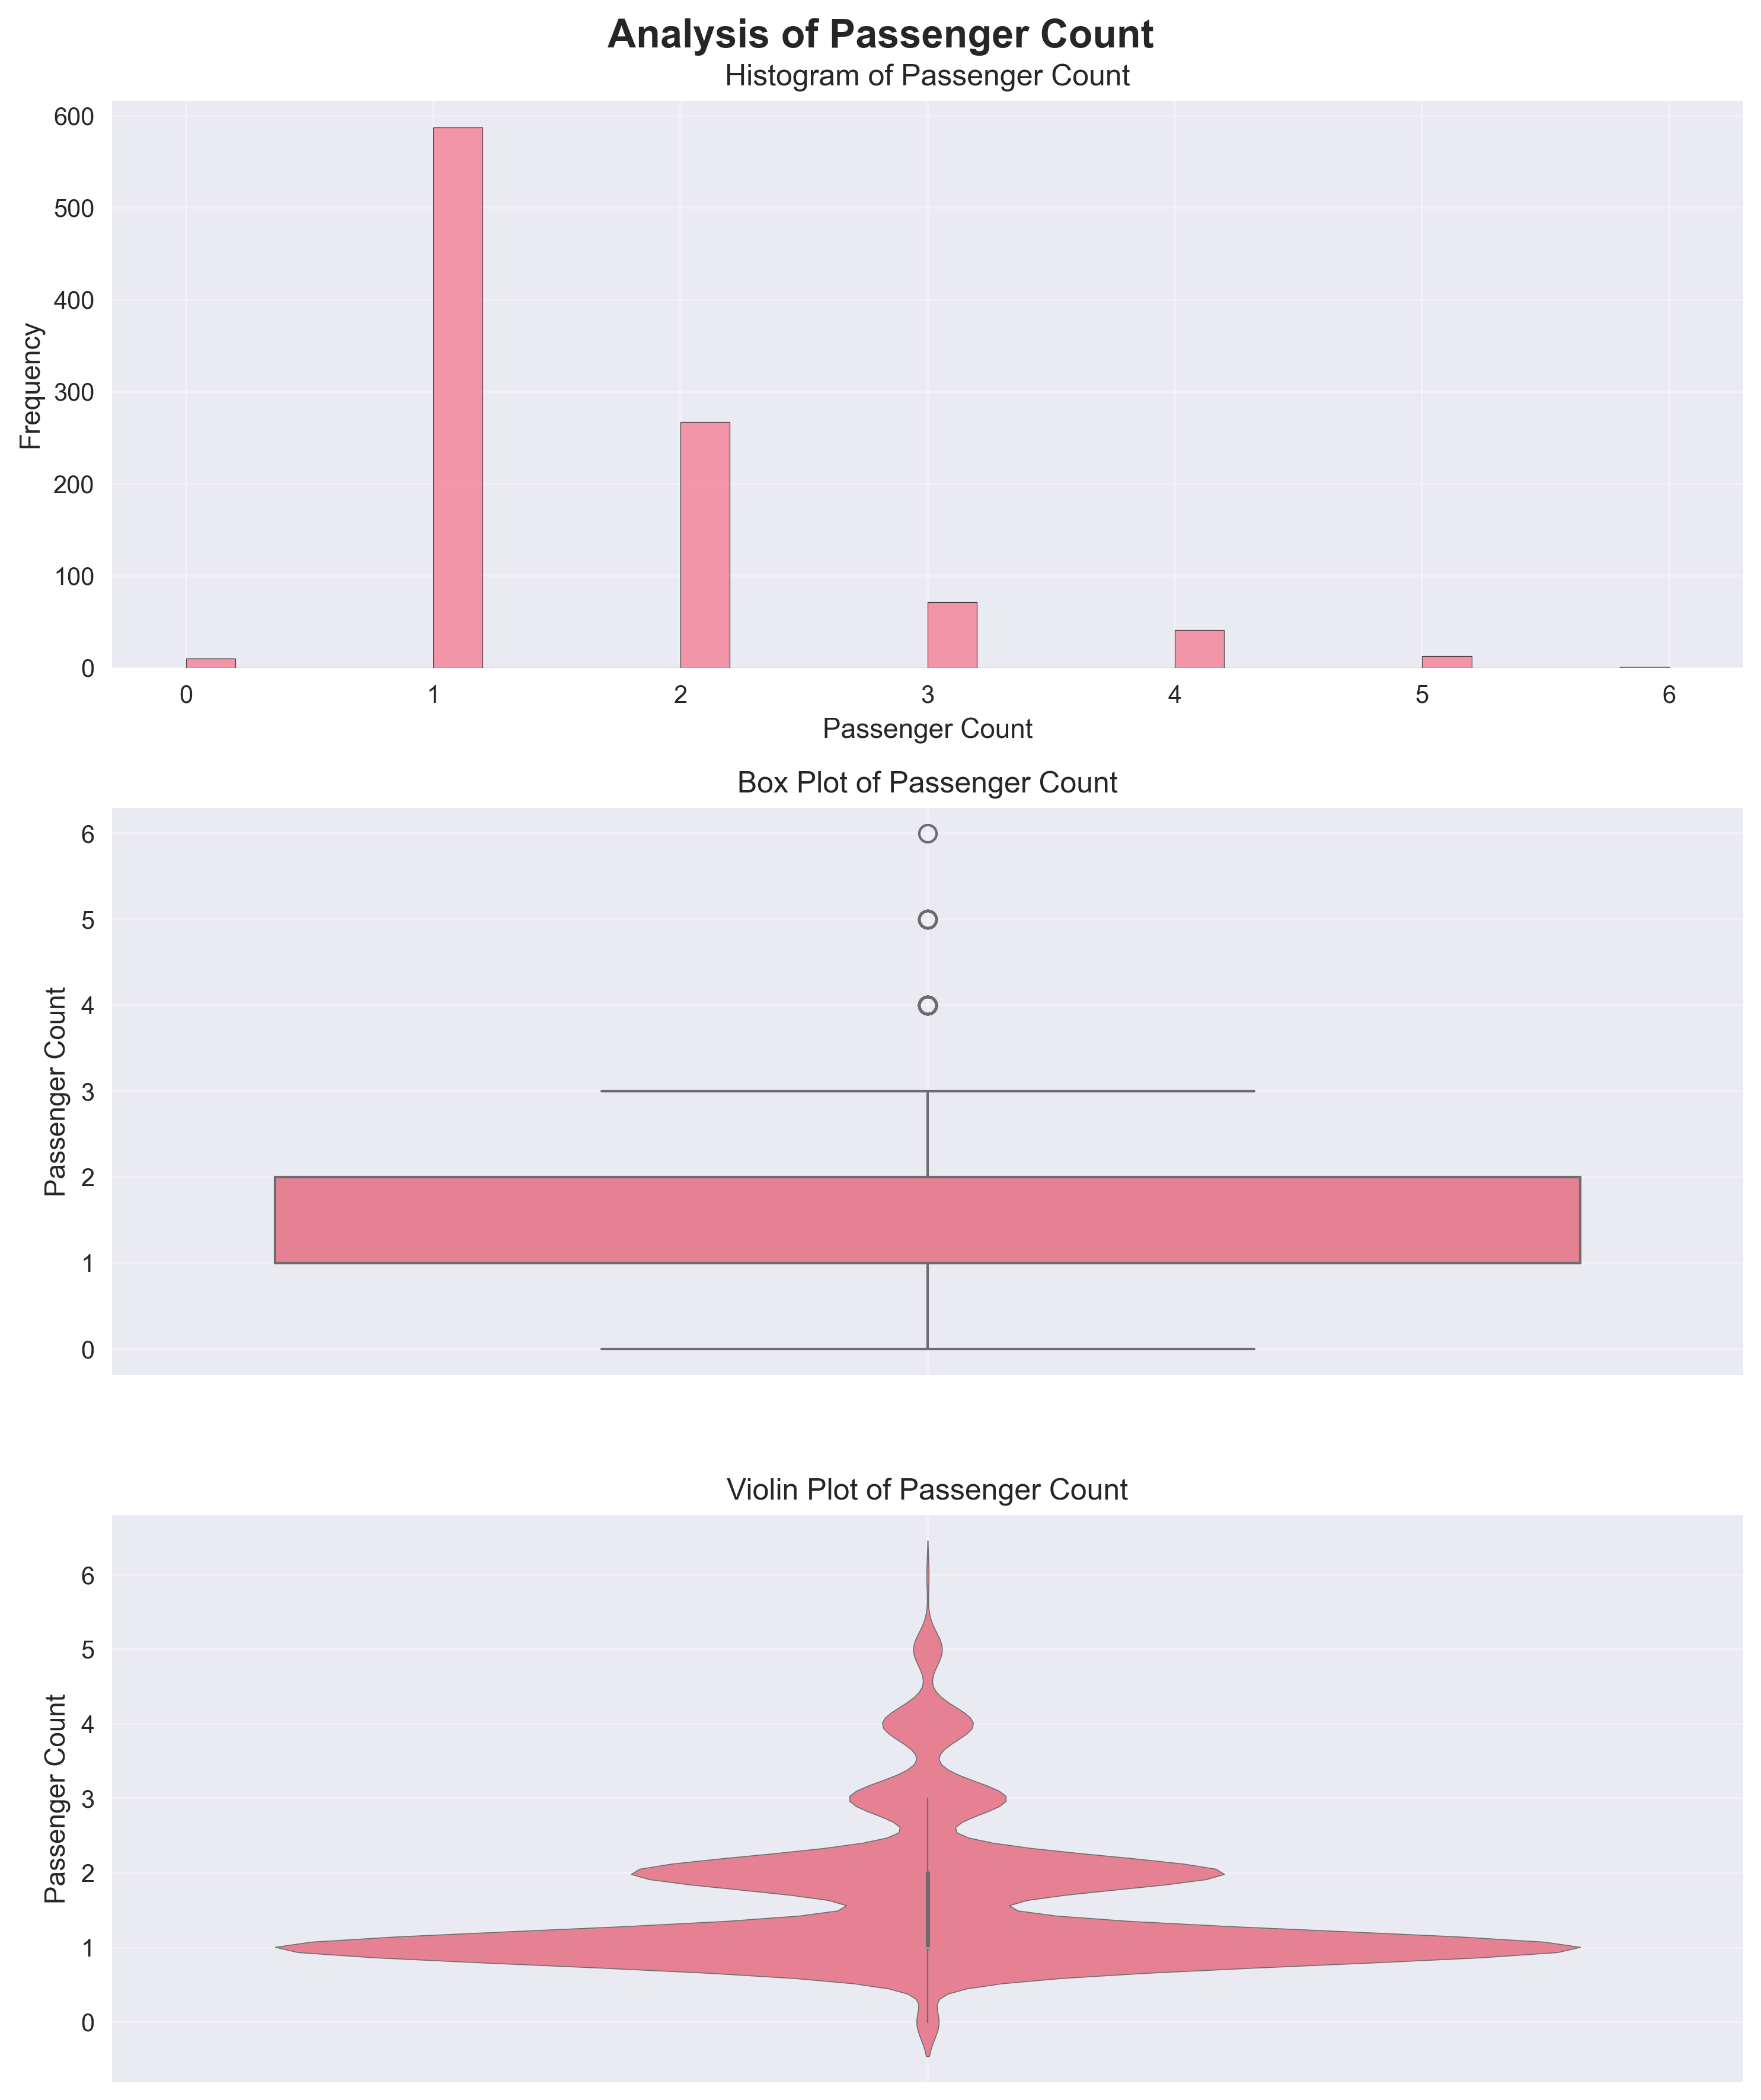 Analysis of Passenger Count
Histogram of Passenger Count
600
500
400
300
200
100
0
Frequency
0 1 2 3 4 5 6
Passenger Count
Box Plot of Passenger Count
6
5
4
3
2
1
0
Passenger Count
Violin Plot of Passenger Count
6
5
4
3
2
1
0
Passenger Count